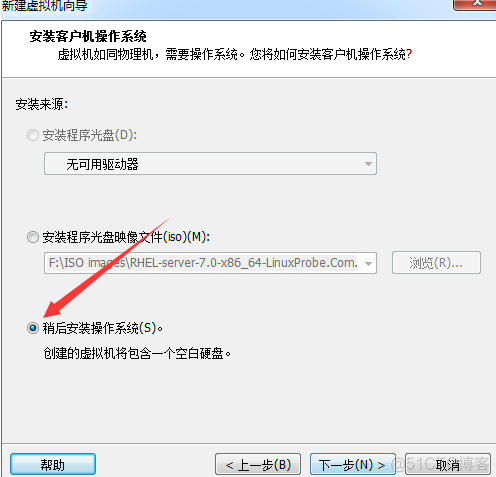 新建虚拟机向导
安装客户机操作系统
虚拟机如同物理机，需要操作系统。您将如何安装客户机操作系统?
安装来源:
安装程序光盘(D):
无可用驱动器
安装程序光盘映像文件(iso)(M):
F:\ISO images\RHEL-server-7.0-x86_64-LinuxProbe.Com.
浏览(R)...
稍后安装操作系统(S)。
创建的虚拟机将包含一个空白硬盘。
帮助
< 上一步(B)
下一步(N) >
取消
@51CTO博客